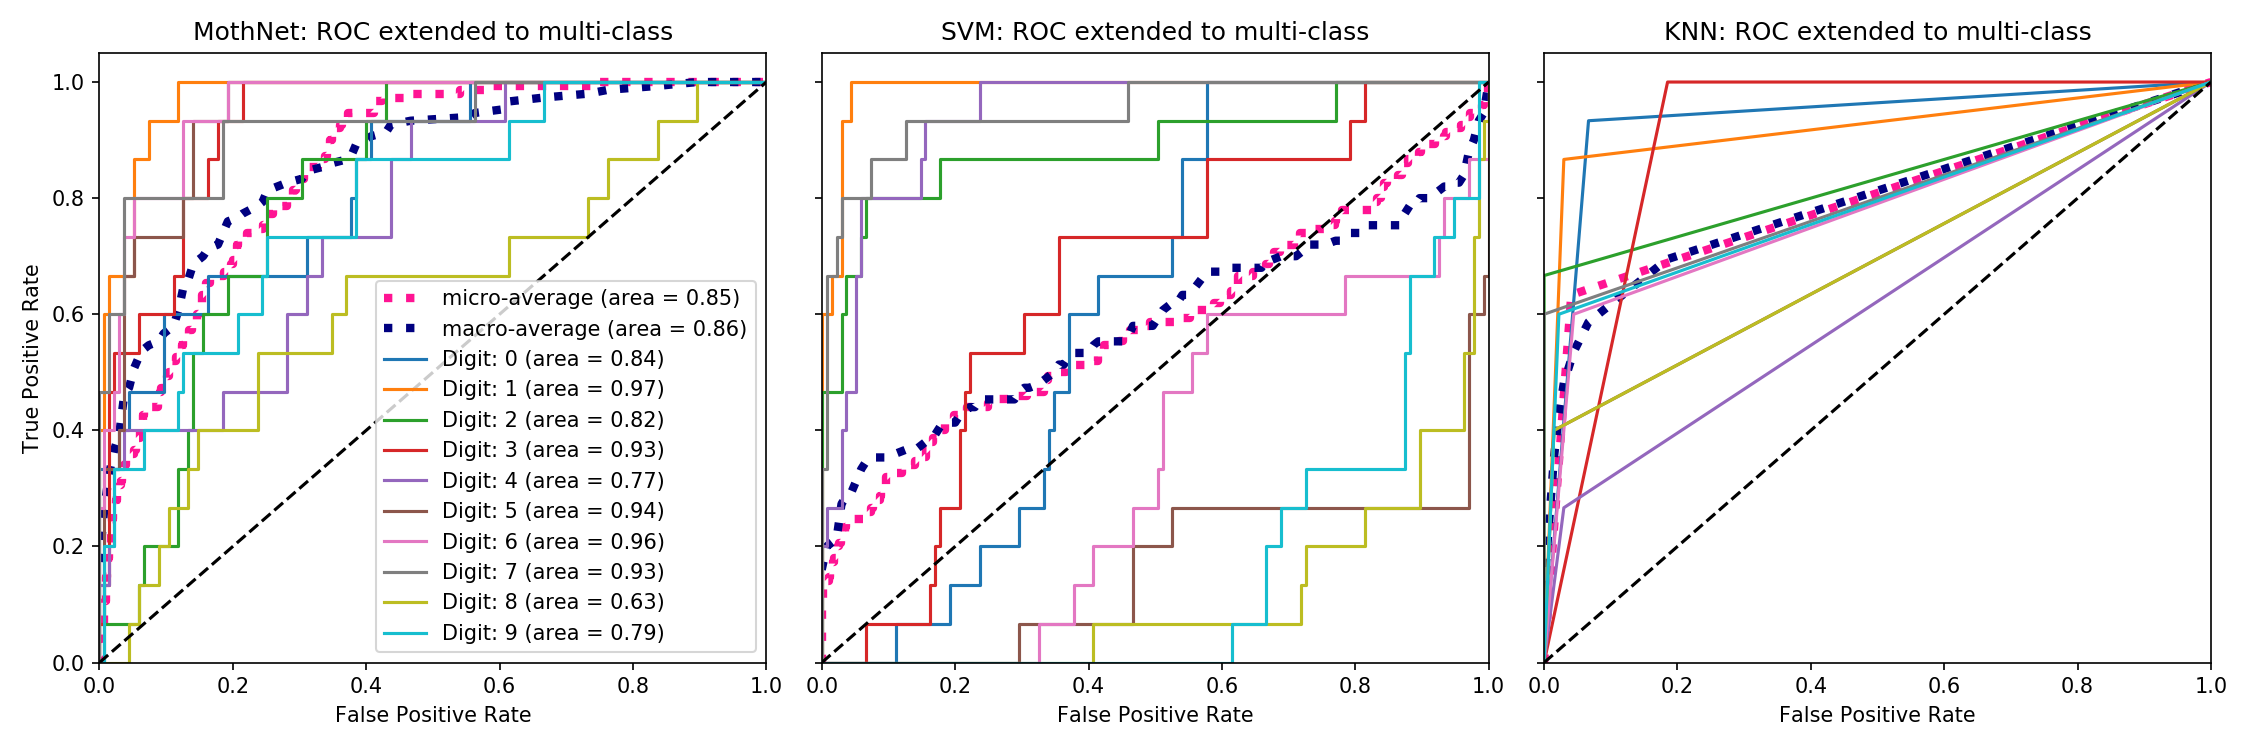 MothNet: ROC extended to multi-class
SVM: ROC extended to multi-class
KNN: ROC extended to multi-class
True Positive Rate
1.0
0.8
0.6
0.4
0.2
0.0
micro-average (area = 0.85)
macro-average (area = 0.86)
Digit: 0 (area = 0.84)
Digit: 1 (area = 0.97)
Digit: 2 (area = 0.82)
Digit: 3 (area = 0.93)
Digit: 4 (area = 0.77)
Digit: 5 (area = 0.94)
Digit: 6 (area = 0.96)
Digit: 7 (area = 0.93)
Digit: 8 (area = 0.63)
Digit: 9 (area = 0.79)
0.0 0.2 0.4 0.6 0.8 1.0
False Positive Rate
0.0 0.2 0.4 0.6 0.8 1.0
False Positive Rate
0.0 0.2 0.4 0.6 0.8 1.0
False Positive Rate